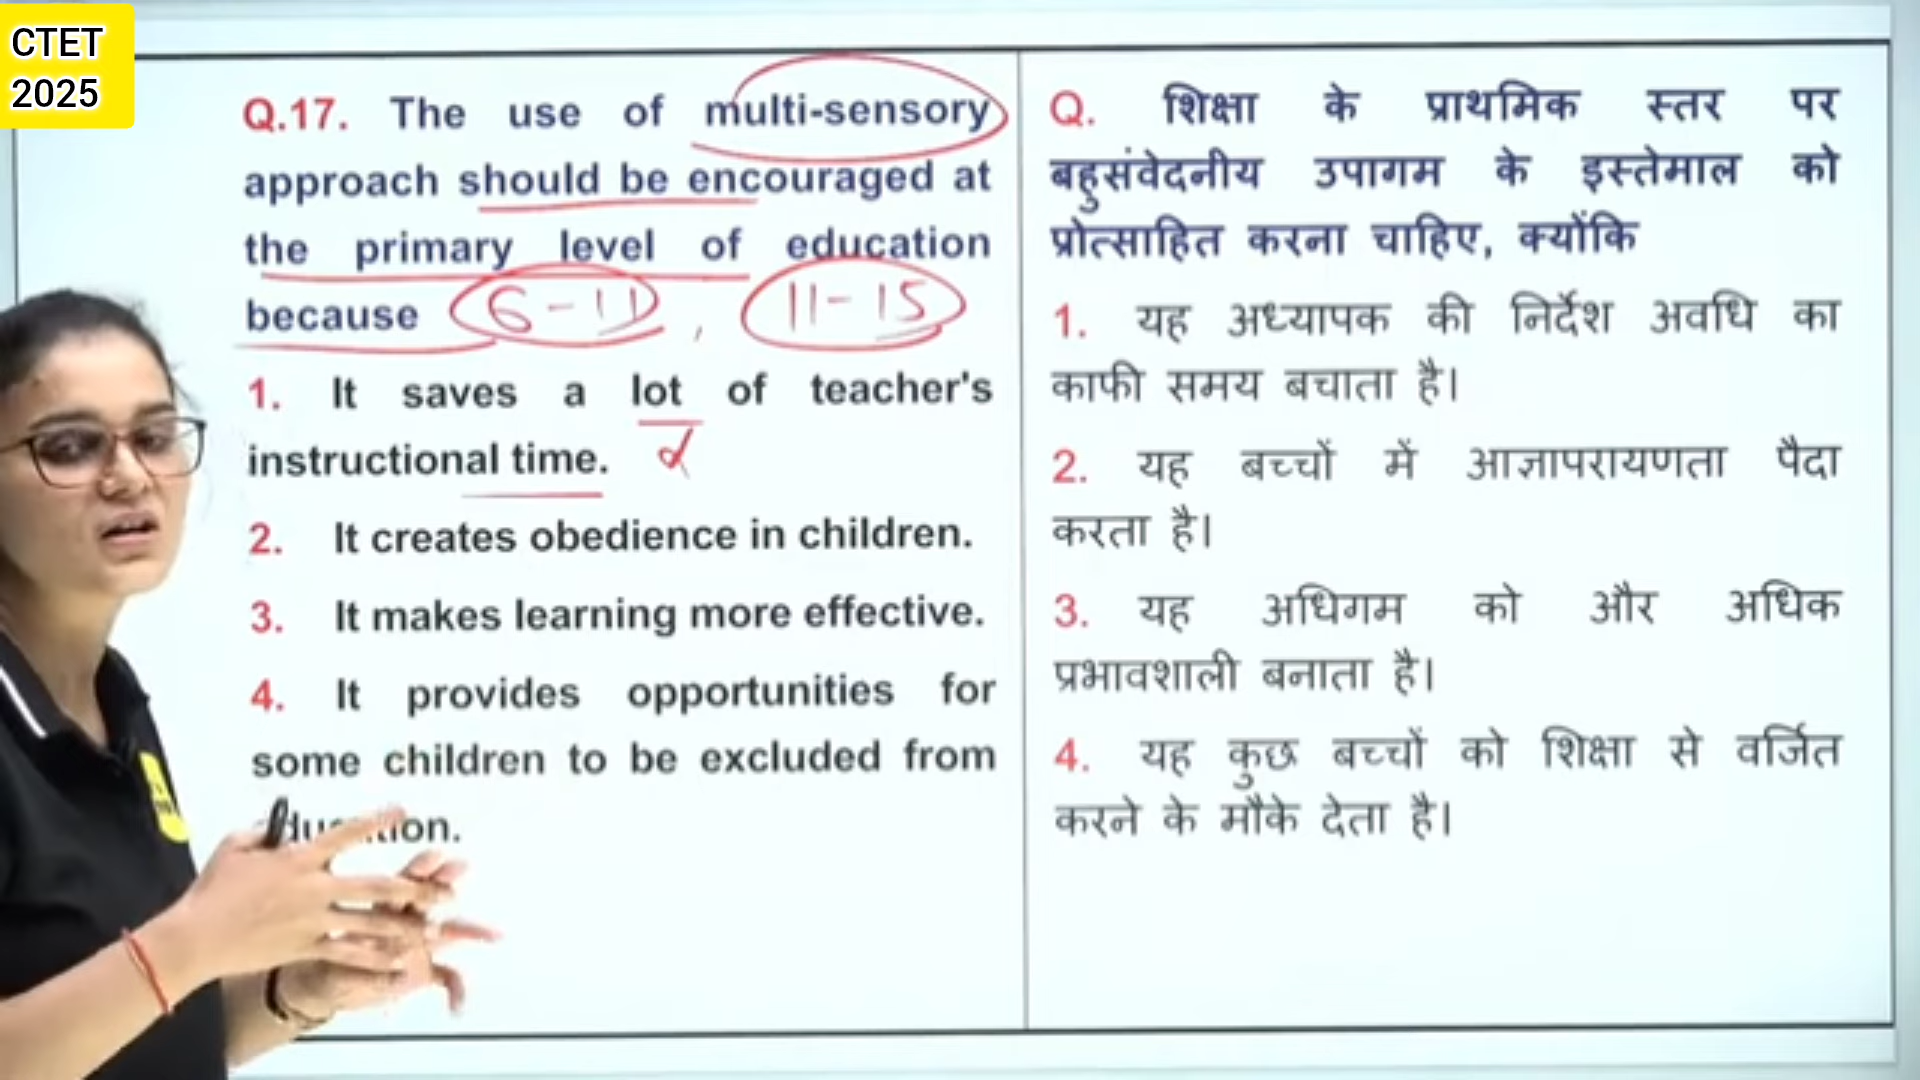 CTET
2025
Q.17. The use of multi-sensory
approach should be encouraged at
the primary level of education
because 6-11, 11-15
1. It saves a lot of teacher's
instructional time.
2. It creates obedience in children.
3. It makes learning more effective.
4. It provides opportunities for
some children to be excluded from
Q. शिक्षा के प्राथमिक स्तर पर
बहुसंवेदनीय उपागम के इस्तेमाल को
प्रोत्साहित करना चाहिए, क्योंकि
1. यह अध्यापक की निर्देश अवधि का
काफी समय बचाता है।
2. यह बच्चों में आज्ञापरायणता पैदा
करता है।
3. यह अधिगम को और अधिक
प्रभावशाली बनाता है।
4. यह कुछ बच्चों को शिक्षा से वर्जित
करने के मौके देता है।